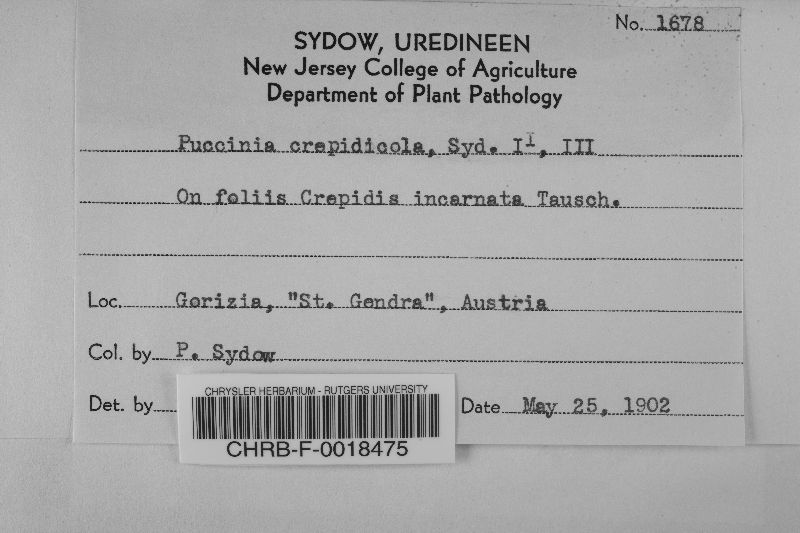 No. 1678
SYDOW, UREDINEEN
New Jersey College of Agriculture
Department of Plant Pathology
Puccinia crepidicola, Syd. II, III
On foliis Crepidis incarnata Tausch.
Loc. Gorizia, "St. Gendra", Austria
Col. by P. Sydow
Det. by
Date May 25, 1902
CHRYSLER HERBARIUM - RUTGERS UNIVERSITY
CHRB-F-0018475